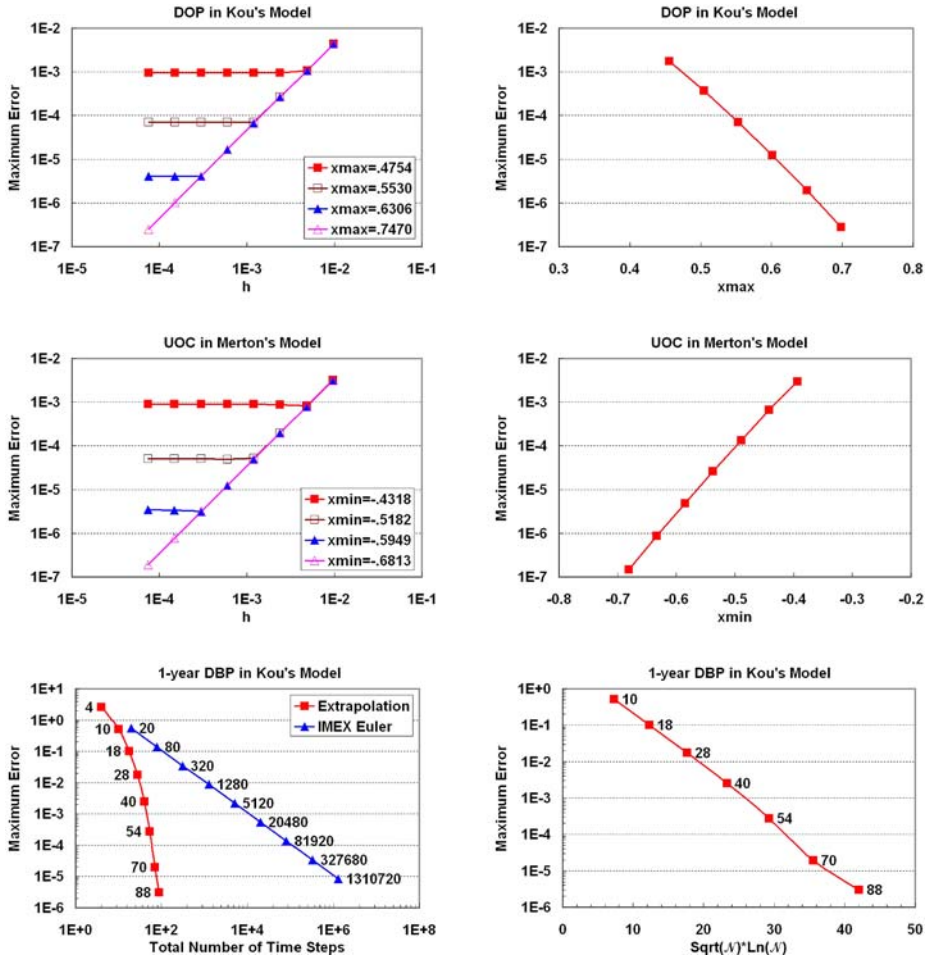 DOP in Kou's Model
Maximum Error
1E-2
1E-3
1E-4
1E-5
1E-6
1E-7
xmax=.4754
xmax=.5530
xmax=.6306
xmax=.7470
1E-5 1E-4 1E-3 1E-2 1E-1
h
DOP in Kou's Model
Maximum Error
1E-2
1E-3
1E-4
1E-5
1E-6
1E-7
0.3 0.4 0.5 0.6 0.7 0.8
xmax
UOC in Merton's Model
Maximum Error
1E-2
1E-3
1E-4
1E-5
1E-6
1E-7
xmin=-.4318
xmin=-.5182
xmin=-.5949
xmin=-.6813
1E-5 1E-4 1E-3 1E-2 1E-1
h
UOC in Merton's Model
Maximum Error
1E-2
1E-3
1E-4
1E-5
1E-6
1E-7
-0.8 -0.7 -0.6 -0.5 -0.4 -0.3 -0.2
xmin
1-year DBP in Kou's Model
Maximum Error
1E+1
1E+0
1E-1
1E-2
1E-3
1E-4
1E-5
1E-6
Extrapolation
IMEX Euler
4
10
18
28
40
54
70
88
20
80
320
1280
5120
20480
81920
327680
1310720
1E+0 1E+2 1E+4 1E+6 1E+8
Total Number of Time Steps
1-year DBP in Kou's Model
Maximum Error
1E+0
1E-1
1E-2
1E-3
1E-4
1E-5
1E-6
10
18
28
40
54
70
88
0 10 20 30 40 50
Sqrt(𝒩)*Ln(𝒩)